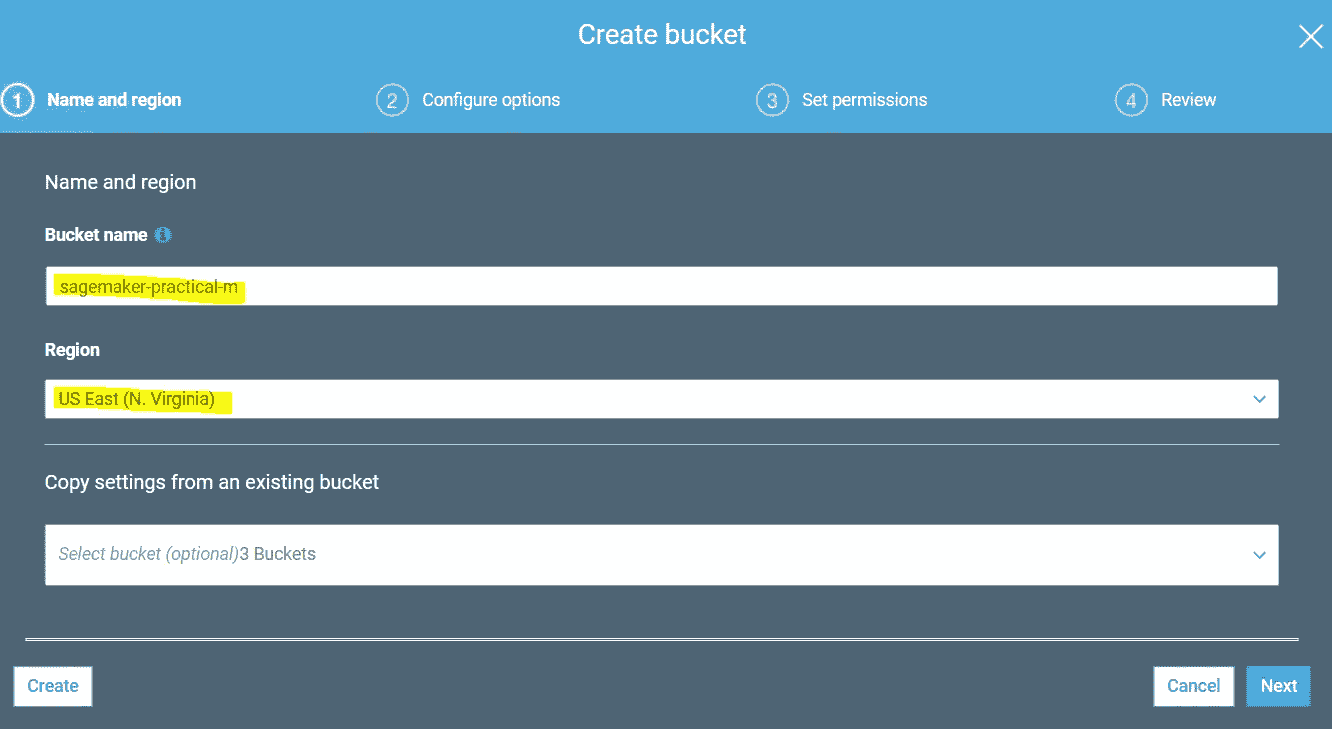 Create bucket
1 Name and region 2 Configure options 3 Set permissions 4 Review
Name and region
Bucket name
sagemaker-practical-m
Region
US East (N. Virginia)
Copy settings from an existing bucket
Select bucket (optional)3 Buckets
Create Cancel Next